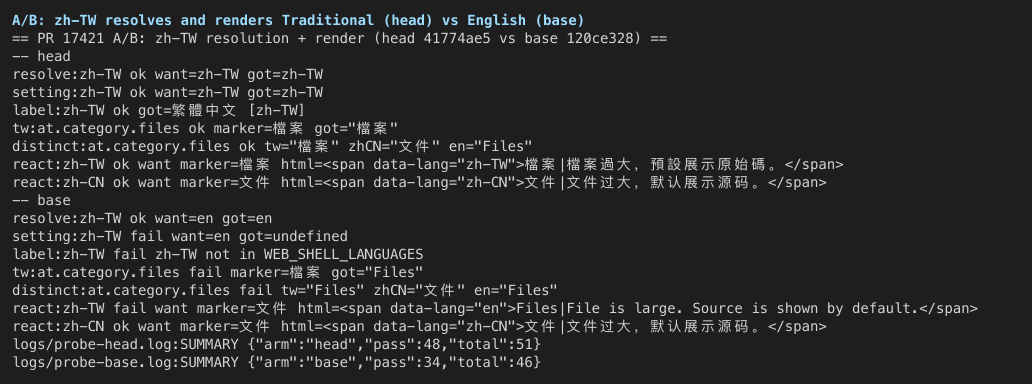 A/B: zh-TW resolves and renders Traditional (head) vs English (base)
== PR 17421 A/B: zh-TW resolution + render (head 41774ae5 vs base 120ce328) ==
-- head
resolve:zh-TW ok want=zh-TW got=zh-TW
setting:zh-TW ok want=zh-TW got=zh-TW
label:zh-TW ok got=繁體中文 [zh-TW]
tw:at.category.files ok marker=檔案 got="檔案"
distinct:at.category.files ok tw="檔案" zhCN="文件" en="Files"
react:zh-TW ok want marker=檔案 html=<span data-lang="zh-TW">檔案|檔案過大，預設展示原始碼。</span>
react:zh-CN ok want marker=文件 html=<span data-lang="zh-CN">文件|文件过大，默认展示源码。</span>
-- base
resolve:zh-TW ok want=en got=en
setting:zh-TW fail want=en got=undefined
label:zh-TW fail zh-TW not in WEB_SHELL_LANGUAGES
tw:at.category.files fail marker=檔案 got="Files"
distinct:at.category.files fail tw="Files" zhCN="文件" en="Files"
react:zh-TW fail want marker=文件 html=<span data-lang="en">Files|File is large. Source is shown by default.</span>
react:zh-CN ok want marker=文件 html=<span data-lang="zh-CN">文件|文件过大，默认展示源码。</span>
logs/probe-head.log:SUMMARY {"arm":"head","pass":48,"total":51}
logs/probe-base.log:SUMMARY {"arm":"base","pass":34,"total":46}